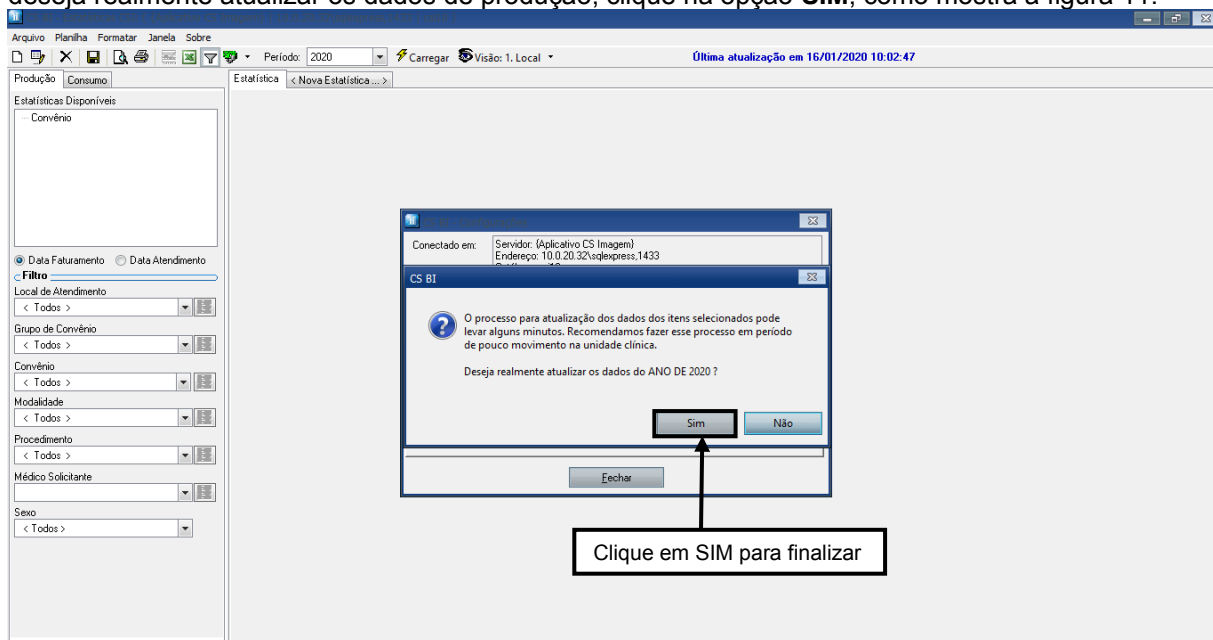 deseja realmente atualizar os dados de produção, clique na opção SIM, como mostra a figura 11.
Arquivo Planilha Formatar Janela Sobre
Período: 2020 Carregar Visão: 1. Local Última atualização em 16/01/2020 10:02:47
Produção Consumo Estatística < Nova Estatística ... >
Estatísticas Disponíveis
Convênio
Data Faturamento Data Atendimento
Filtro
Local de Atendimento
< Todos >
Grupo de Convênio
< Todos >
Convênio
< Todos >
Modalidade
< Todos >
Procedimento
< Todos >
Médico Solicitante
Sexo
< Todos >
Conectado em: Servidor: (Aplicativo CS Imagem)
Endereço: 10.0.20.32\sqlexpress,1433
CS BI
O processo para atualização dos dados dos itens selecionados pode
levar alguns minutos. Recomendamos fazer esse processo em período
de pouco movimento na unidade clínica.
Deseja realmente atualizar os dados do ANO DE 2020 ?
Sim Não
Fechar
Clique em SIM para finalizar